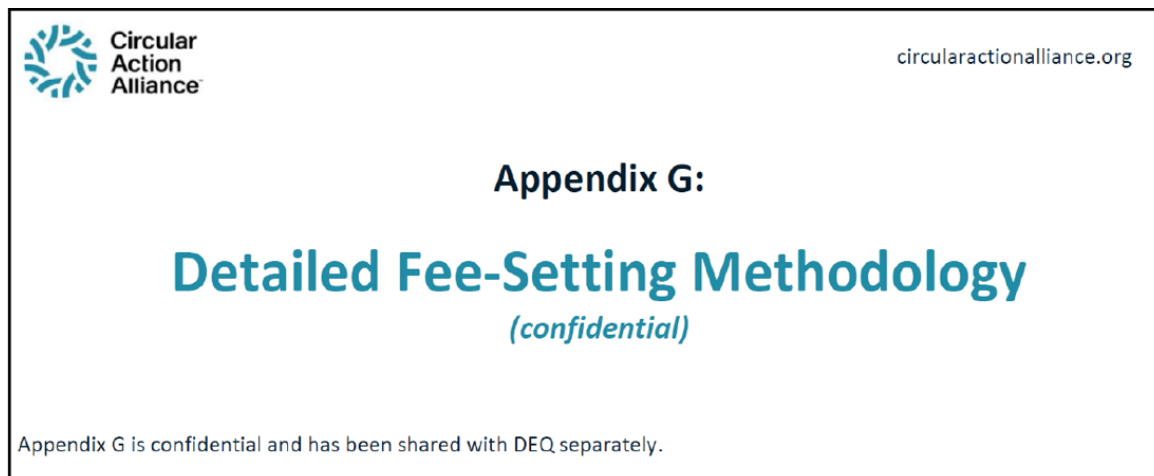 Circular
Action
Alliance
circularactionalliance.org
Appendix G:
Detailed Fee-Setting Methodology
(confidential)
Appendix G is confidential and has been shared with DEQ separately.